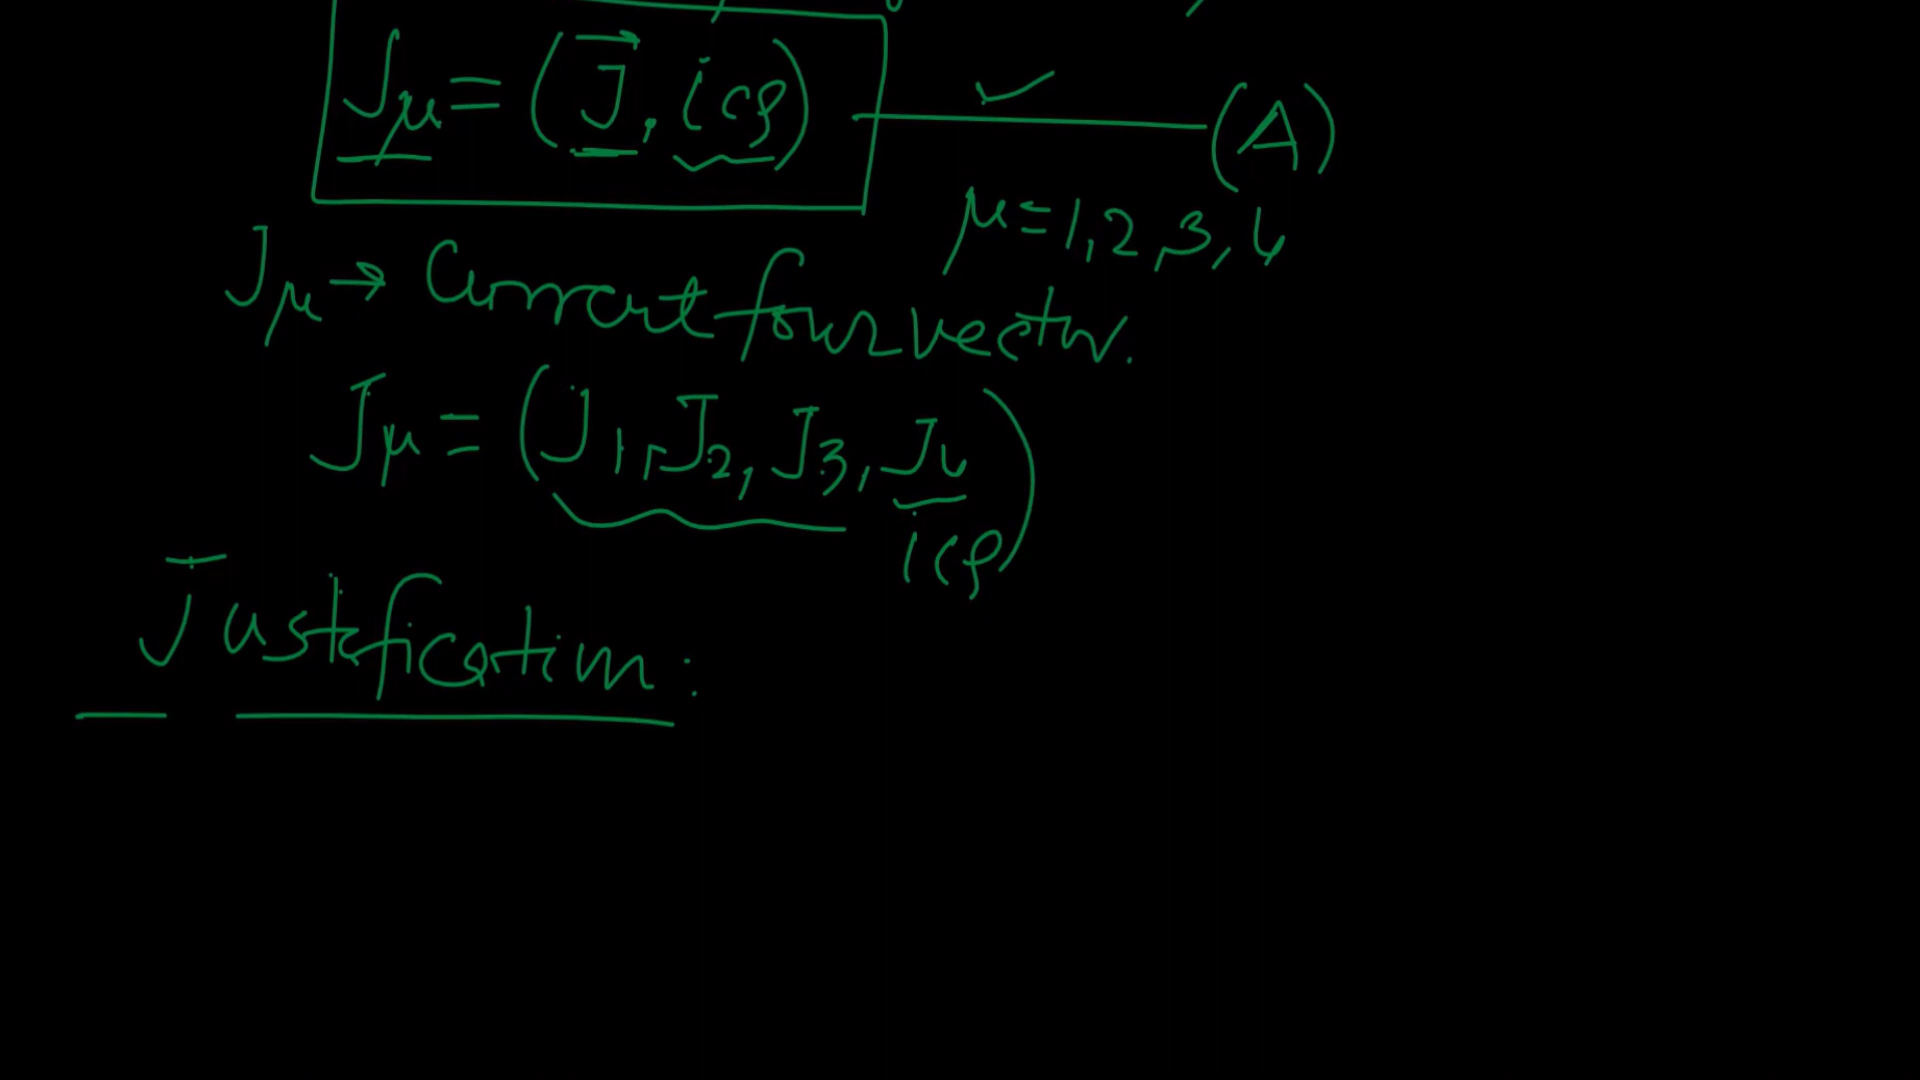 Jμ = (J⃗, icρ) — (A)
μ = 1, 2, 3, 4
Jμ → Current four vector.
Jμ = (J1, J2, J3, J4)
icρ
Justification: